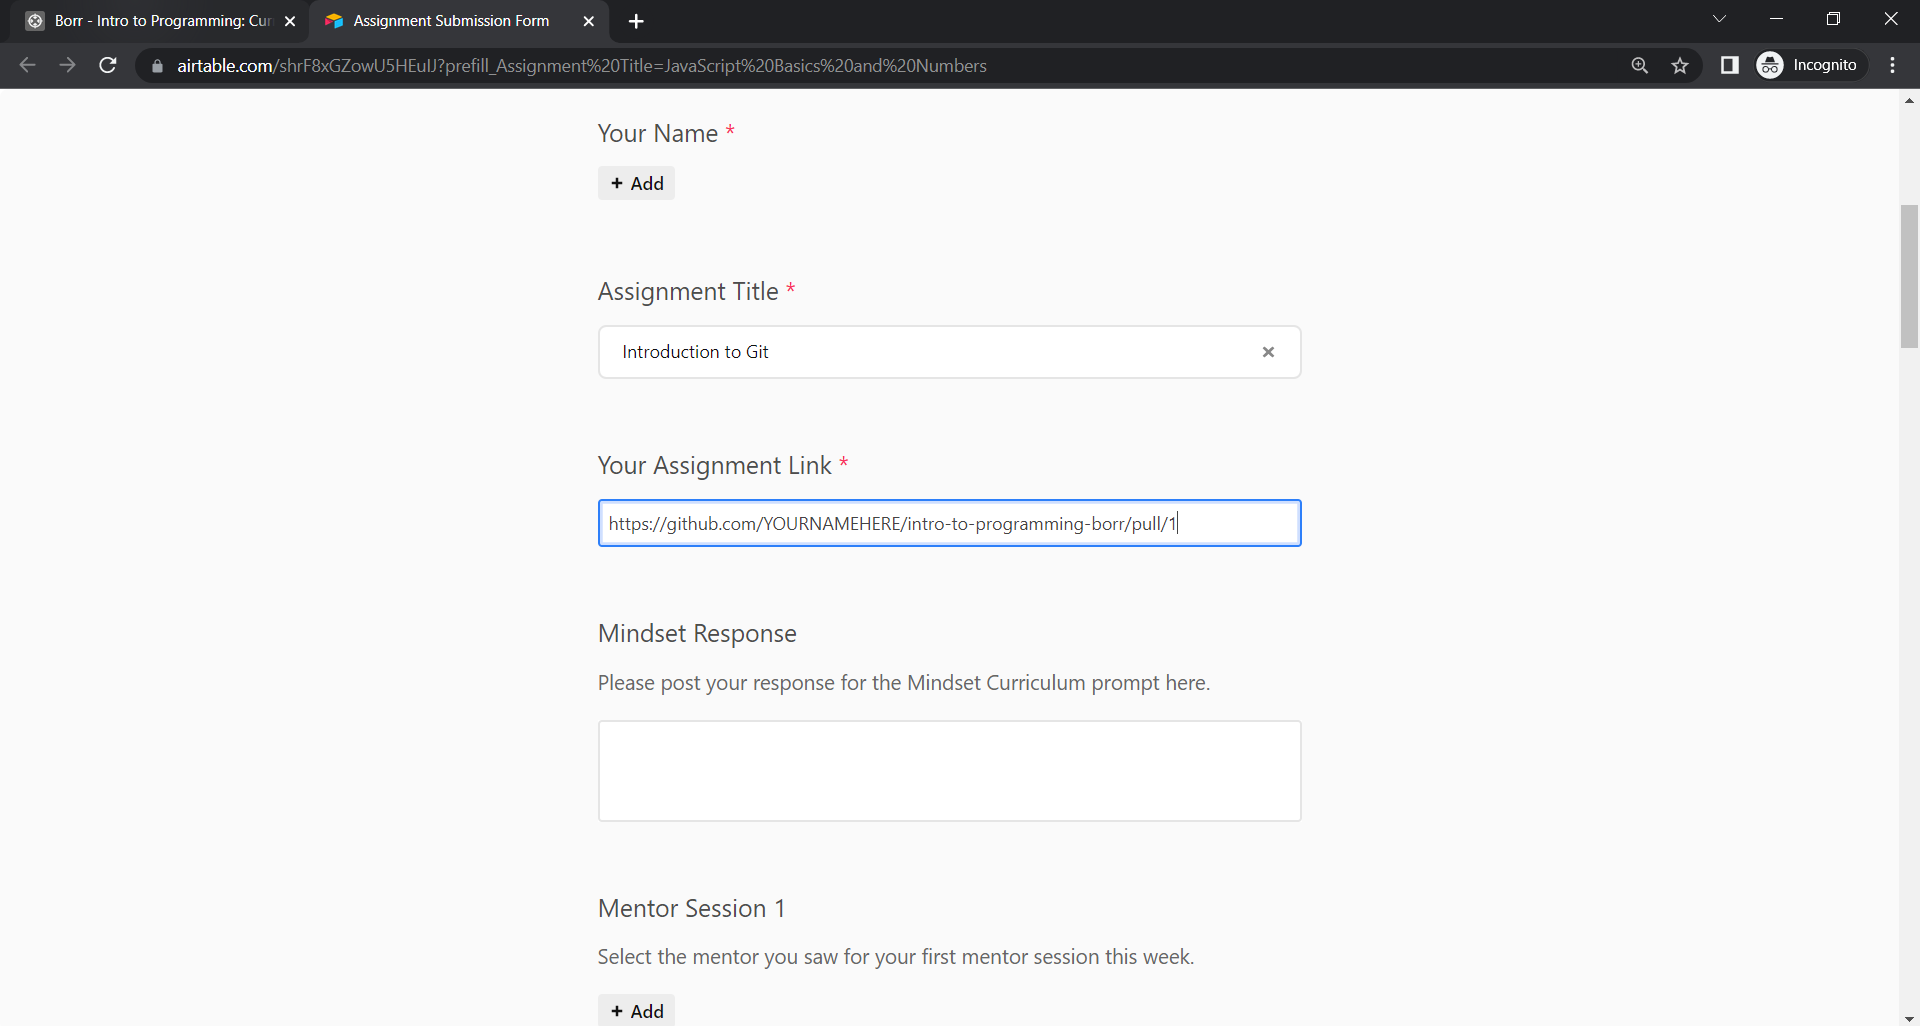 Borr - Intro to Programming: Cur
Assignment Submission Form
airtable.com/shrF8xGZowU5HEuIJ?prefill_Assignment%20Title=JavaScript%20Basics%20and%20Numbers
Incognito
Your Name *
+ Add
Assignment Title *
Introduction to Git
Your Assignment Link *
https://github.com/YOURNAMEHERE/intro-to-programming-borr/pull/1
Mindset Response
Please post your response for the Mindset Curriculum prompt here.
Mentor Session 1
Select the mentor you saw for your first mentor session this week.
+ Add